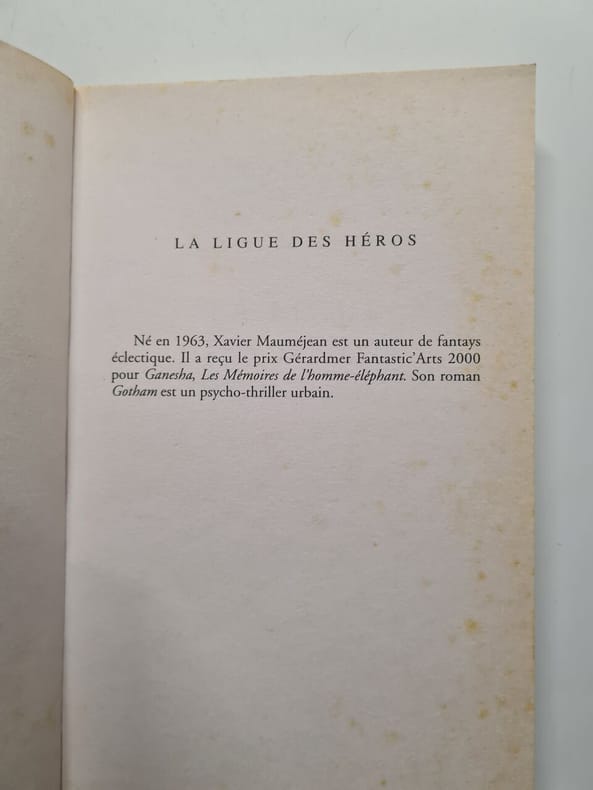 LA LIGUE DES HÉROS
Né en 1963, Xavier Mauméjean est un auteur de fantays
éclectique. Il a reçu le prix Gérardmer Fantastic'Arts 2000
pour Ganesha, Les Mémoires de l'homme-éléphant. Son roman
Gotham est un psycho-thriller urbain.